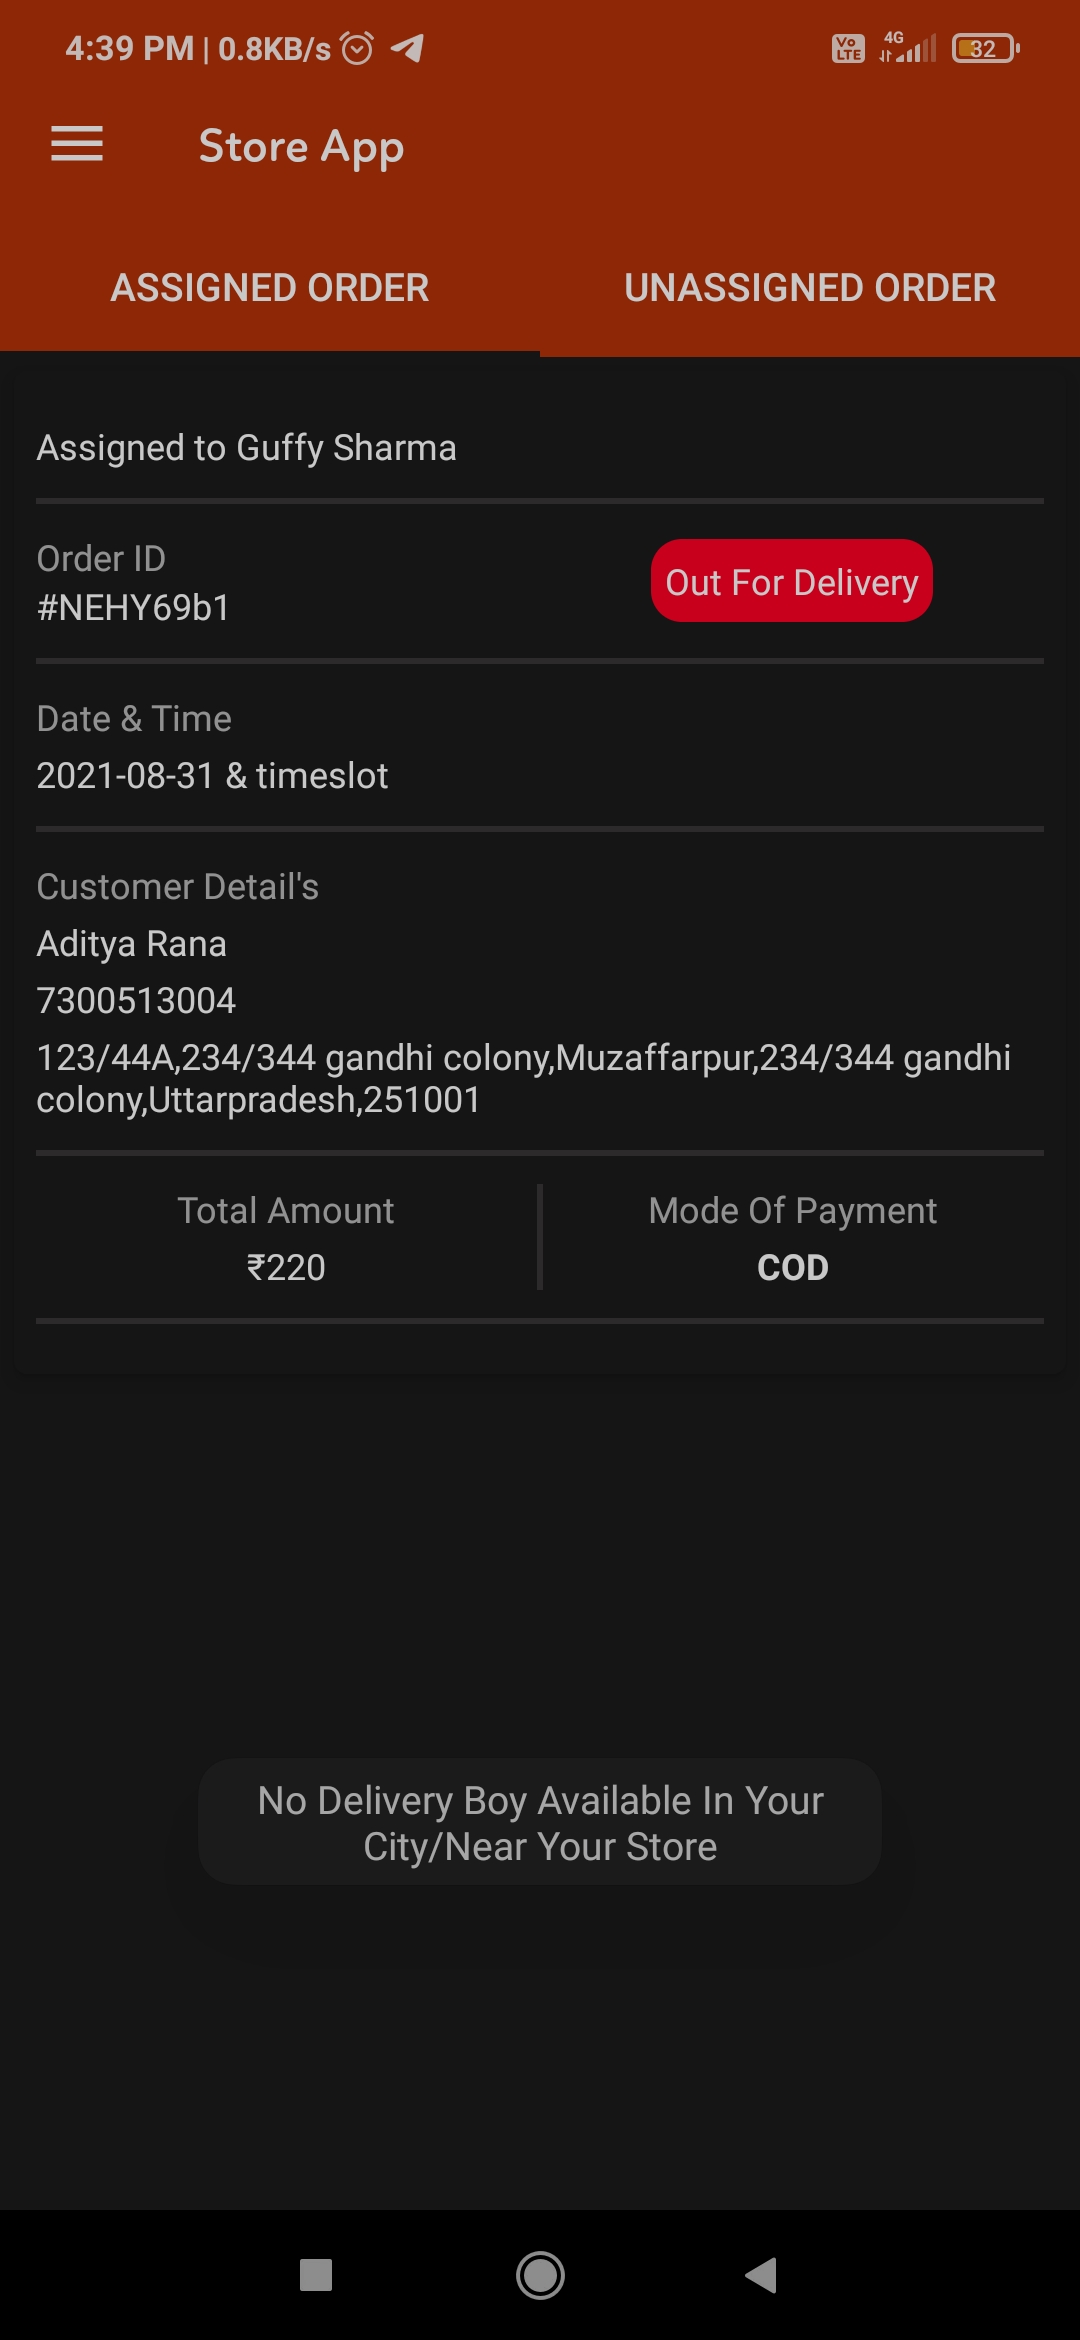 4:39 PM | 0.8KB/s
Vo LTE 4G 32
Store App
ASSIGNED ORDER UNASSIGNED ORDER
Assigned to Guffy Sharma
Order ID
#NEHY69b1
Out For Delivery
Date & Time
2021-08-31 & timeslot
Customer Detail's
Aditya Rana
7300513004
123/44A,234/344 gandhi colony,Muzaffarpur,234/344 gandhi
colony,Uttarpradesh,251001
Total Amount Mode Of Payment
₹220 COD
No Delivery Boy Available In Your
City/Near Your Store